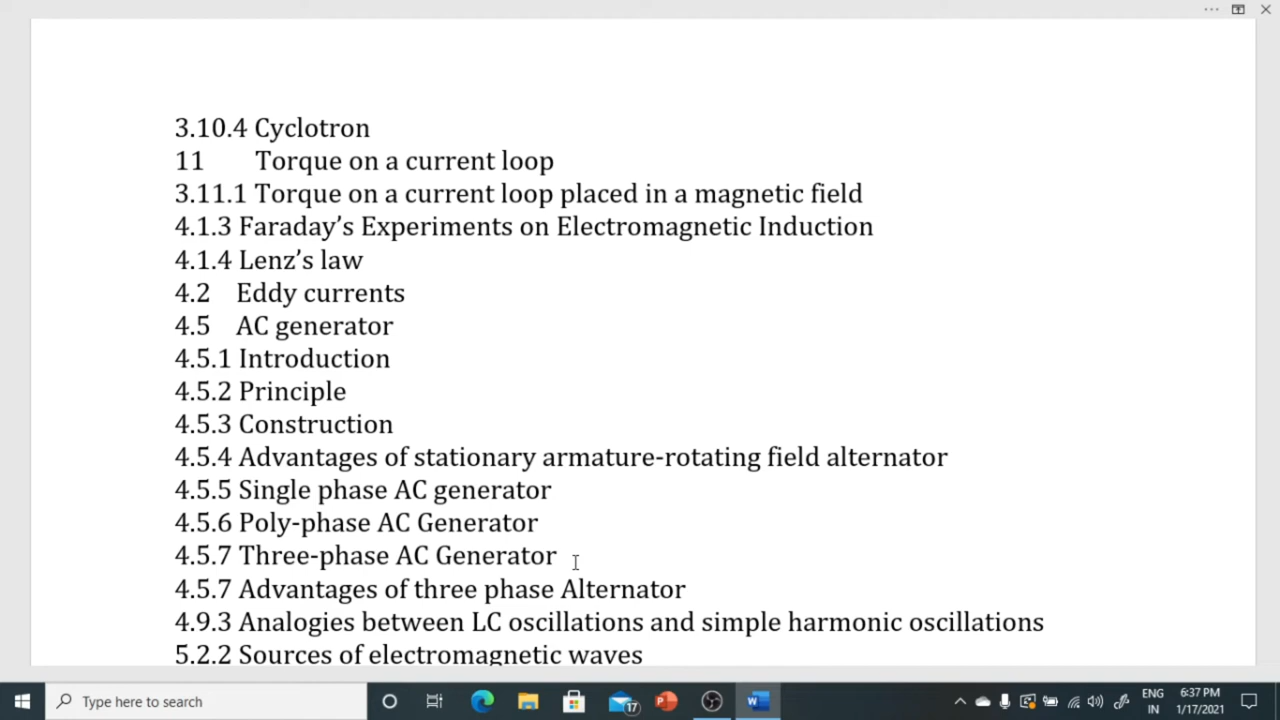 3.10.4 Cyclotron
11 Torque on a current loop
3.11.1 Torque on a current loop placed in a magnetic field
4.1.3 Faraday’s Experiments on Electromagnetic Induction
4.1.4 Lenz’s law
4.2 Eddy currents
4.5 AC generator
4.5.1 Introduction
4.5.2 Principle
4.5.3 Construction
4.5.4 Advantages of stationary armature-rotating field alternator
4.5.5 Single phase AC generator
4.5.6 Poly-phase AC Generator
4.5.7 Three-phase AC Generator
4.5.7 Advantages of three phase Alternator
4.9.3 Analogies between LC oscillations and simple harmonic oscillations
5.2.2 Sources of electromagnetic waves
Type here to search
17
ENG
IN
6:37 PM
1/17/2021